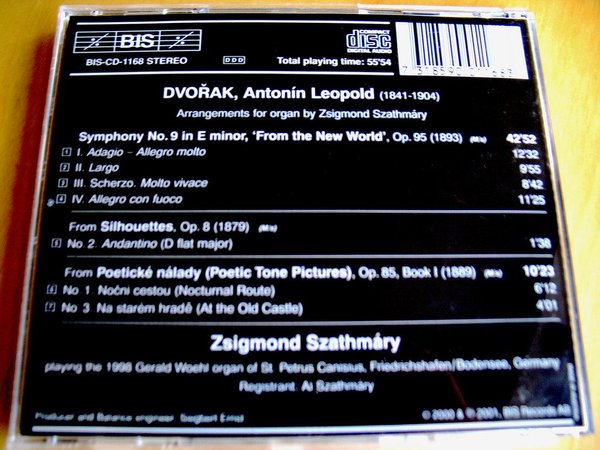 BIS
BIS-CD-1168 STEREO
DDD
COMPACT
disc
DIGITAL AUDIO
Total playing time: 55'54
7 318590 011683
DVOŘAK, Antonín Leopold (1841-1904)
Arrangements for organ by Zsigmond Szathmáry
Symphony No. 9 in E minor, 'From the New World', Op. 95 (1893) (M/s) 42'52
1 I. Adagio – Allegro molto 12'32
2 II. Largo 9'55
3 III. Scherzo. Molto vivace 8'42
4 IV. Allegro con fuoco 11'25
From Silhouettes, Op. 8 (1879) (M/s)
5 No. 2. Andantino (D flat major) 1'38
From Poetické nálady (Poetic Tone Pictures), Op. 85, Book I (1889) (M/s) 10'23
6 No 1. Noční cestou (Nocturnal Route) 6'12
7 No 3 Na starém hradě (At the Old Castle) 4'01
Zsigmond Szathmáry
playing the 1998 Gerald Woehl organ of St. Petrus Canisius, Friedrichshafen/Bodensee, Germany
Registrant. Ai Szathmáry
Producer and Balance engineer Siegbert Ernst
© 2000 & ℗ 2001, BIS Records AB